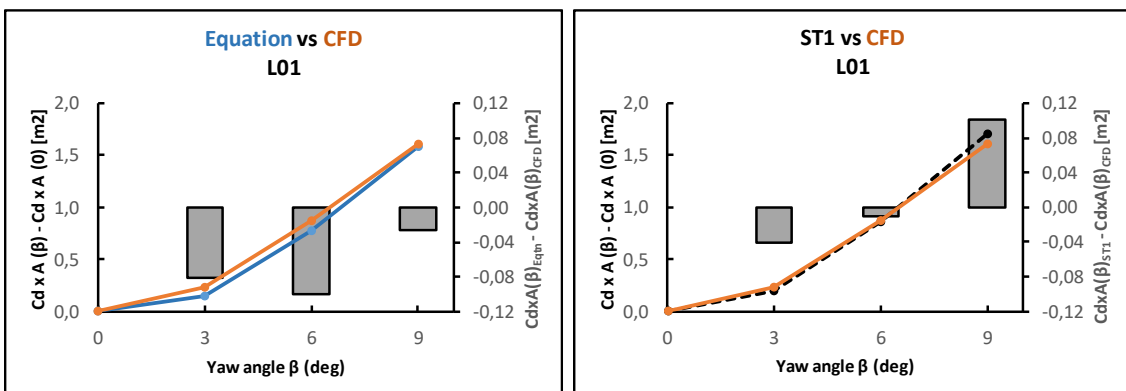 Equation vs CFD
L01
Cd x A (β) - Cd x A (0) [m2]
2,0
1,5
1,0
0,5
0,0
0,12
0,08
0,04
0,00
-0,04
-0,08
-0,12
CdxA(β)Eqtn - CdxA(β)CFD [m2]
0 3 6 9
Yaw angle β (deg)
ST1 vs CFD
L01
Cd x A (β) - Cd x A (0) [m2]
2,0
1,5
1,0
0,5
0,0
0,12
0,08
0,04
0,00
-0,04
-0,08
-0,12
CdxA(β)ST1 - CdxA(β)CFD [m2]
0 3 6 9
Yaw angle β (deg)